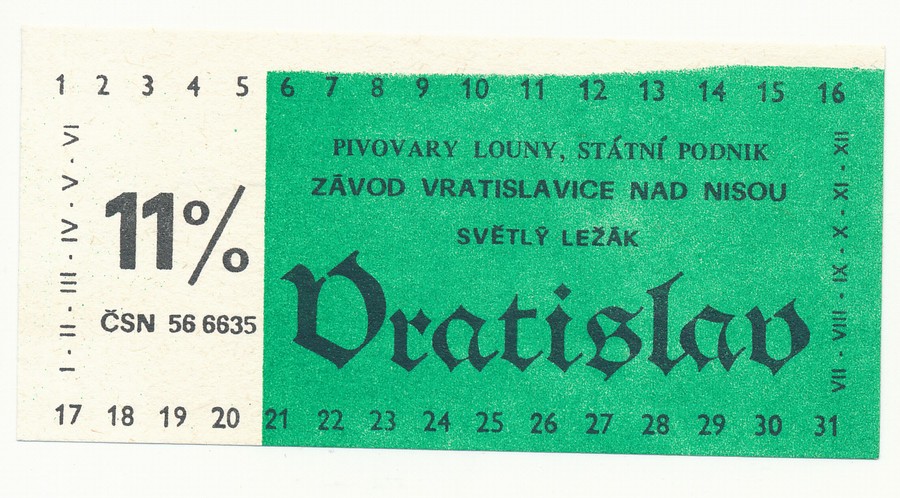 1 2 3 4 5 6 7 8 9 10 11 12 13 14 15 16
I · II · III · IV · V · VI
11%
ČSN 56 6635
PIVOVARY LOUNY, STÁTNÍ PODNIK
ZÁVOD VRATISLAVICE NAD NISOU
SVĚTLÝ LEŽÁK
Vratislav
VII · VIII · IX · X · XI · XII
17 18 19 20 21 22 23 24 25 26 27 28 29 30 31